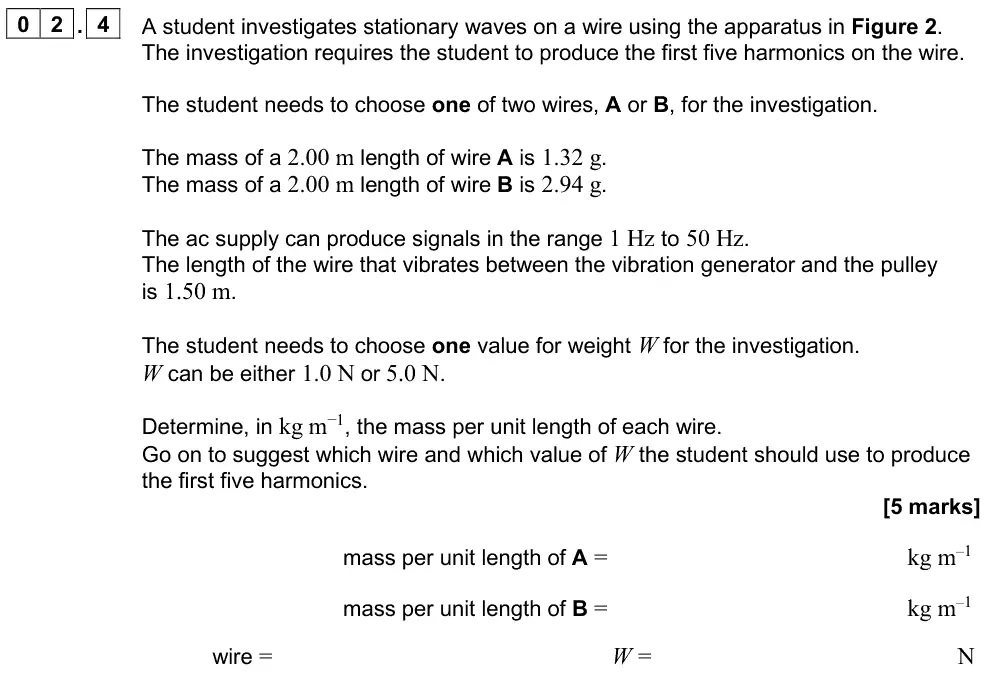 02.4 A student investigates stationary waves on a wire using the apparatus in Figure 2.
The investigation requires the student to produce the first five harmonics on the wire.
The student needs to choose one of two wires, A or B, for the investigation.
The mass of a 2.00 m length of wire A is 1.32 g.
The mass of a 2.00 m length of wire B is 2.94 g.
The ac supply can produce signals in the range 1 Hz to 50 Hz.
The length of the wire that vibrates between the vibration generator and the pulley
is 1.50 m.
The student needs to choose one value for weight W for the investigation.
W can be either 1.0 N or 5.0 N.
Determine, in kg m⁻¹, the mass per unit length of each wire.
Go on to suggest which wire and which value of W the student should use to produce
the first five harmonics.
[5 marks]
mass per unit length of A = kg m⁻¹
mass per unit length of B = kg m⁻¹
wire = W = N